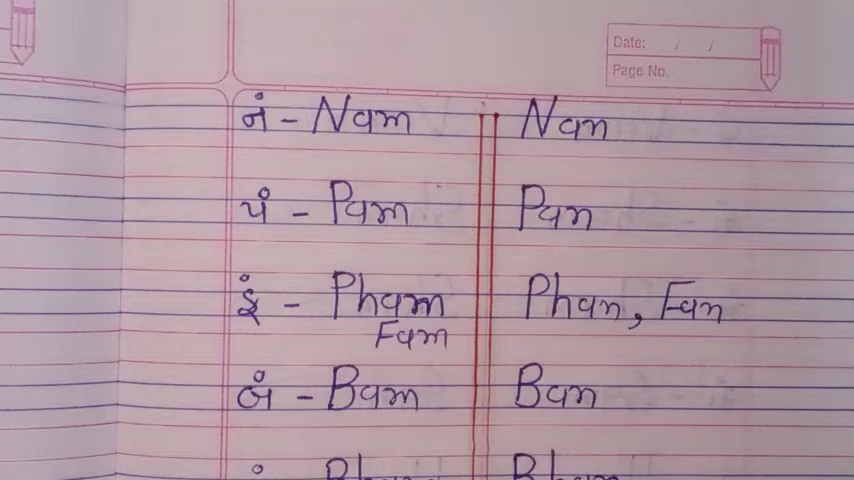 Date: / /
Page No.
નં - Nam Nan
પં - Pam Pan
ફં - Pham Phan, Fan
Fam
બં - Bam Ban